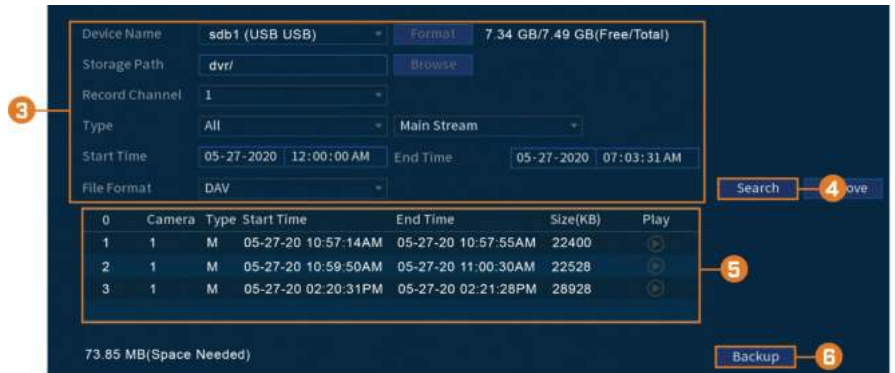 Device Name sdb1 (USB USB) Format 7.34 GB/7.49 GB(Free/Total)
Storage Path dvr/ Browse
3
Record Channel 1
Type All Main Stream
Start Time 05-27-2020 12:00:00 AM End Time 05-27-2020 07:03:31 AM
File Format DAV Search 4 ove
0 Camera Type Start Time End Time Size(KB) Play
1 1 M 05-27-20 10:57:14AM 05-27-20 10:57:55AM 22400
2 1 M 05-27-20 10:59:50AM 05-27-20 11:00:30AM 22528
5
3 1 M 05-27-20 02:20:31PM 05-27-20 02:21:28PM 28928
73.85 MB(Space Needed) Backup 6